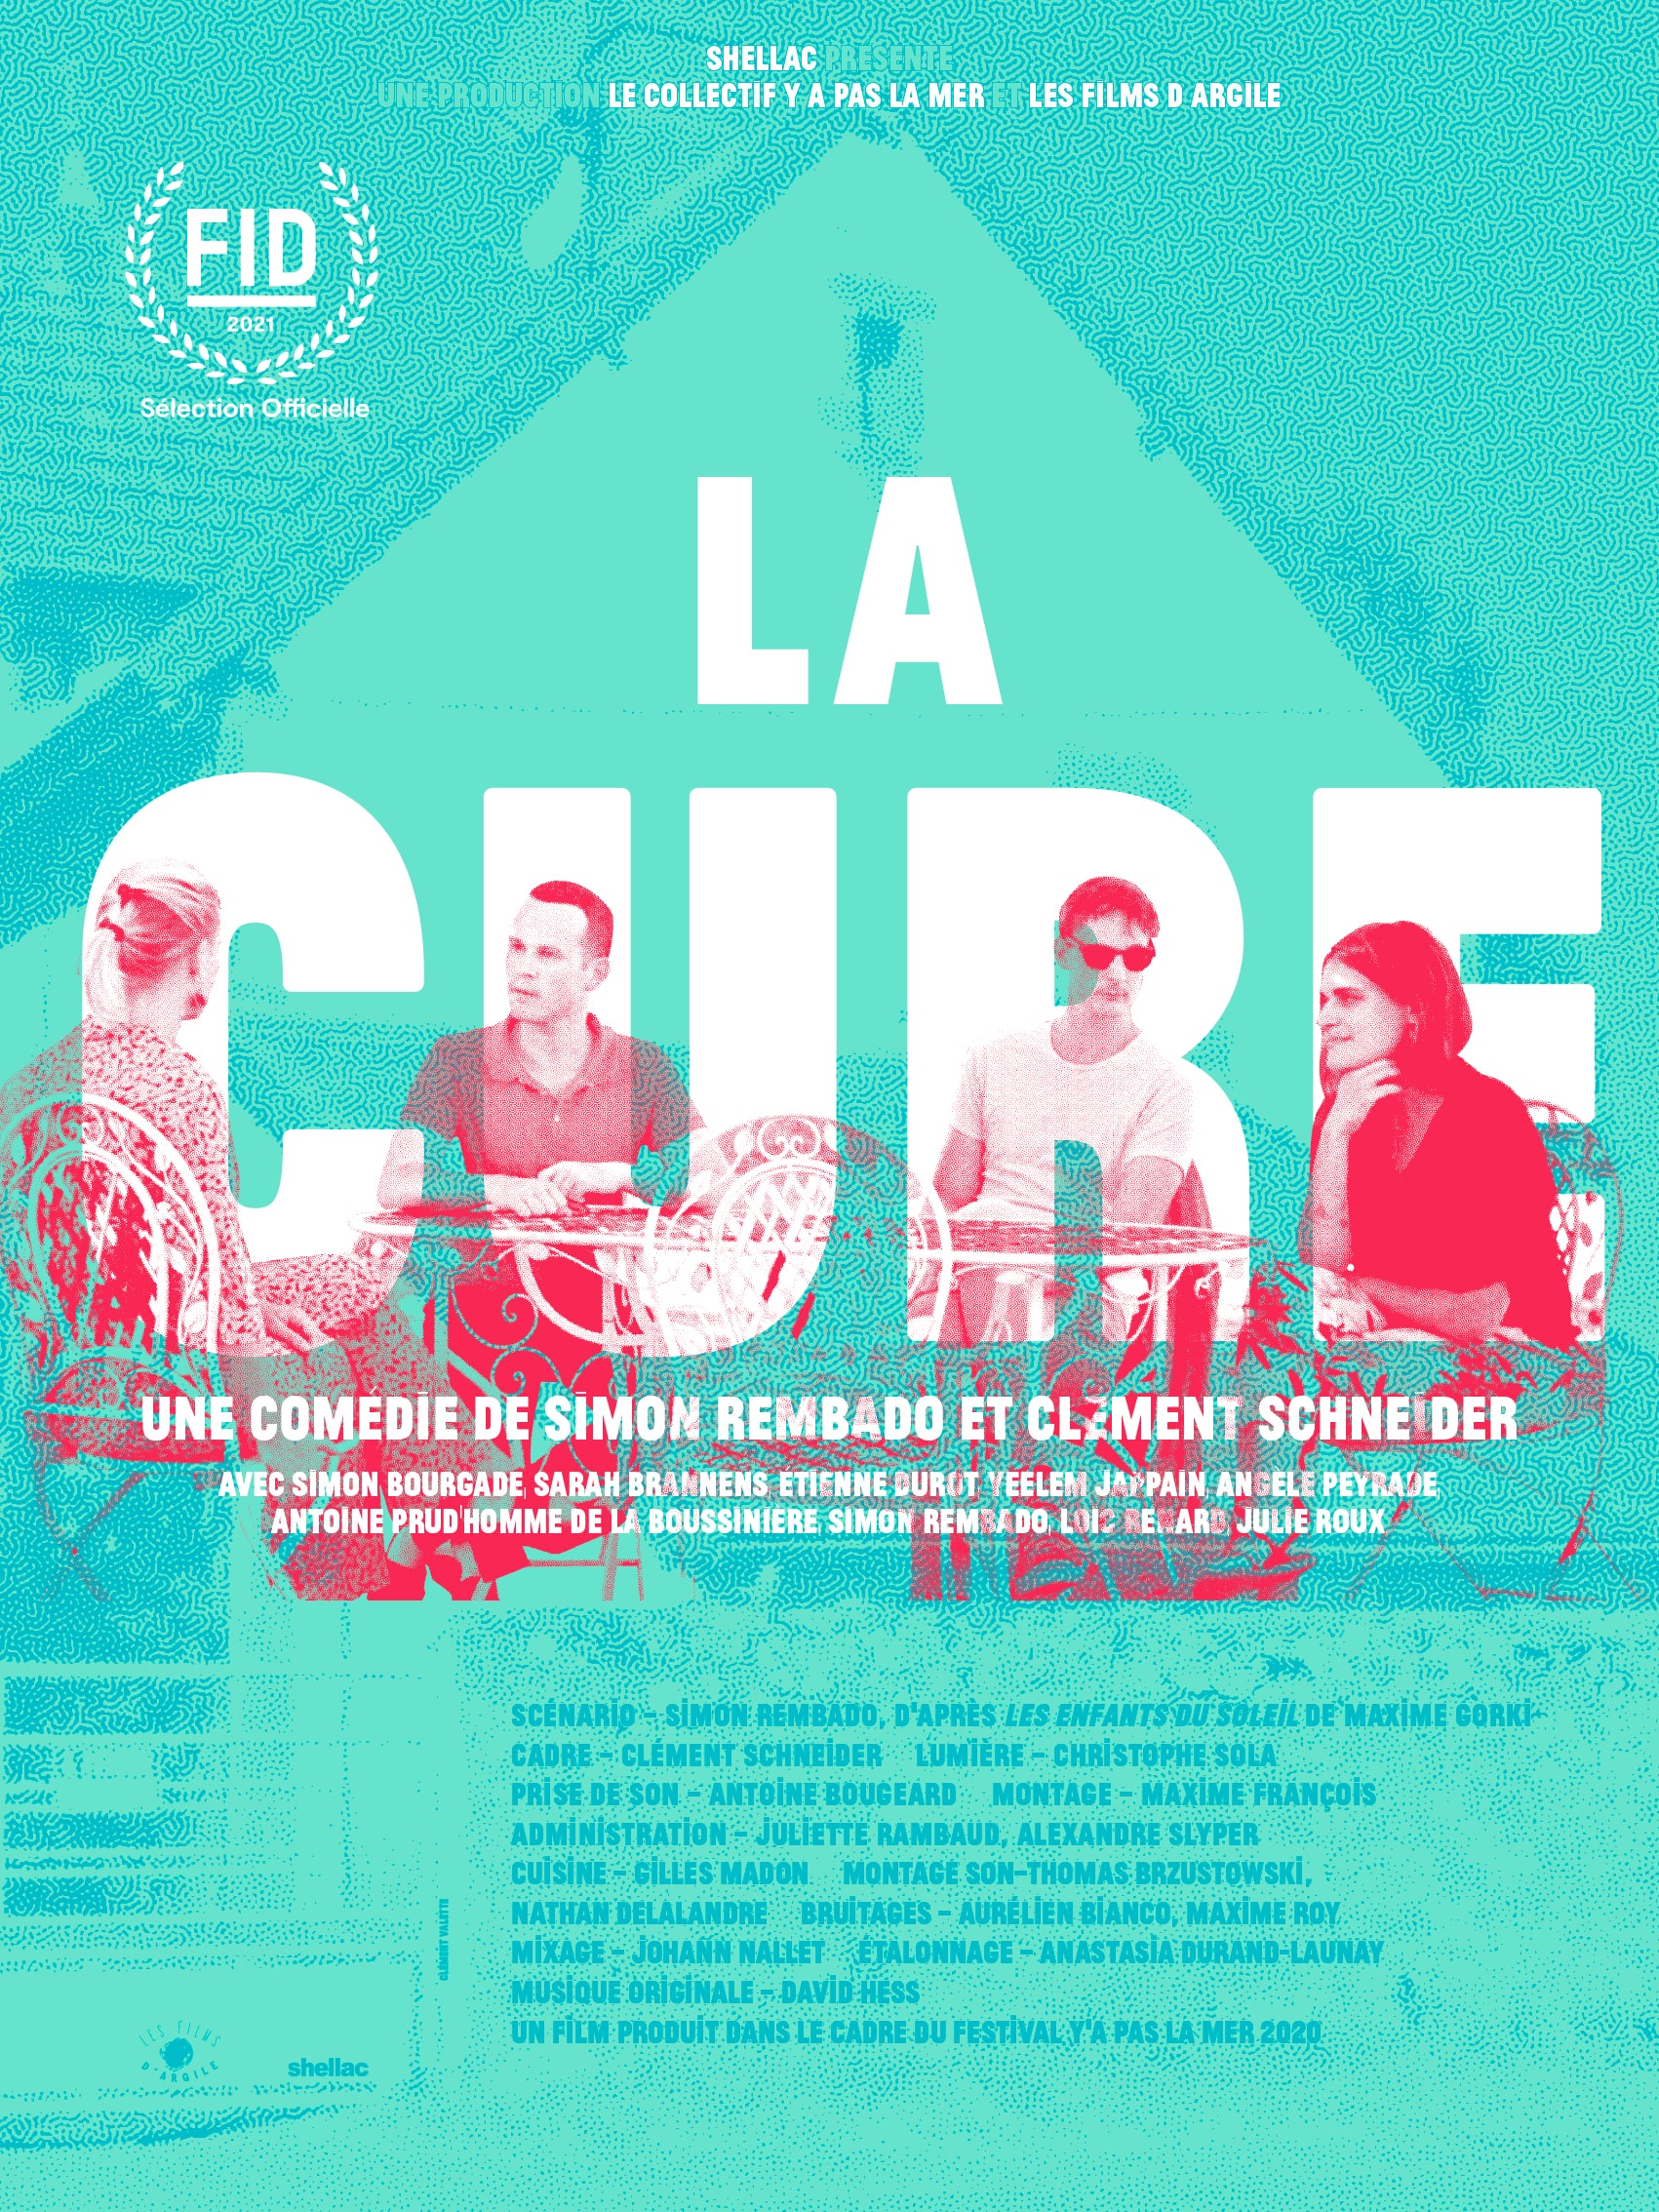 SHELLAC PRÉSENTE
UNE PRODUCTION LE COLLECTIF Y A PAS LA MER ET LES FILMS D ARGILE
FID
2021
Sélection Officielle
LA
CURE
UNE COMÉDIE DE SIMON REMBADO ET CLÉMENT SCHNEIDER
AVEC SIMON BOURGADE, SARAH BRANNENS, ÉTIENNE DUROT, YEELEM JAPPAIN, ANGÈLE PEYRADE,
ANTOINE PRUD'HOMME DE LA BOUSSINIÈRE, SIMON REMBADO, LOÏC RENARD, JULIE ROUX
SCÉNARIO – SIMON REMBADO, D'APRÈS LES ENFANTS DU SOLEIL DE MAXIME GORKI
CADRE – CLÉMENT SCHNEIDER LUMIÈRE – CHRISTOPHE SOLA
PRISE DE SON – ANTOINE BOUGEARD MONTAGE – MAXIME FRANÇOIS
ADMINISTRATION – JULIETTE RAMBAUD, ALEXANDRE SLYPER
CUISINE – GILLES MADON MONTAGE SON–THOMAS BRZUSTOWSKI,
NATHAN DELALANDRE BRUITAGES – AURÉLIEN BIANCO, MAXIME ROY
MIXAGE – JOHANN NALLET ÉTALONNAGE – ANASTASIA DURAND-LAUNAY
MUSIQUE ORIGINALE – DAVID HESS
UN FILM PRODUIT DANS LE CADRE DU FESTIVAL Y'A PAS LA MER 2020
LES FILMS
D'ARGILE
shellac